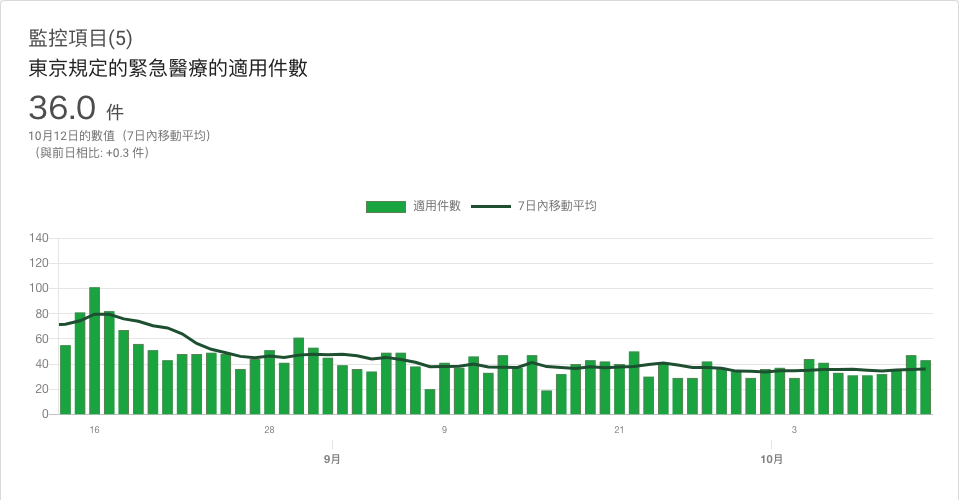 監控項目(5)
東京規定的緊急醫療的適用件數
36.0 件
10月12日的數值（7日內移動平均）
（與前日相比: +0.3 件）
適用件數 7日內移動平均
140
120
100
80
60
40
20
0
16 28 9 21 3
9月 10月